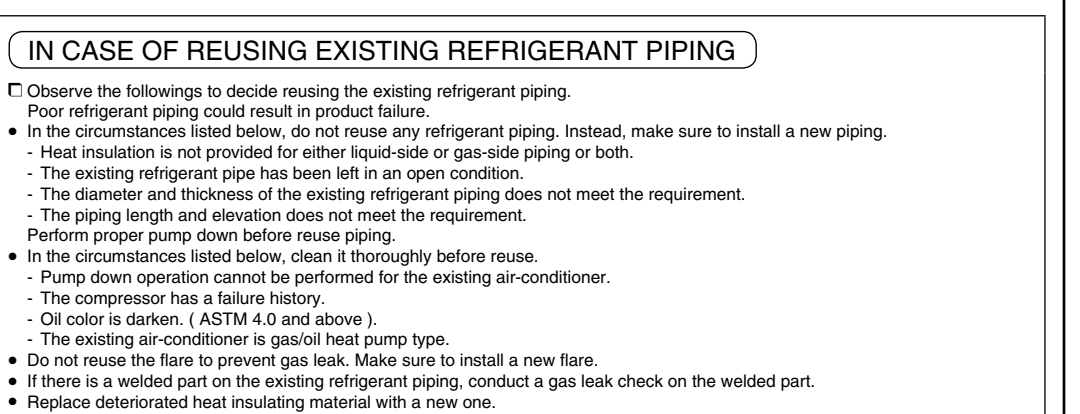 IN CASE OF REUSING EXISTING REFRIGERANT PIPING
☐ Observe the followings to decide reusing the existing refrigerant piping.
Poor refrigerant piping could result in product failure.
● In the circumstances listed below, do not reuse any refrigerant piping. Instead, make sure to install a new piping.
- Heat insulation is not provided for either liquid-side or gas-side piping or both.
- The existing refrigerant pipe has been left in an open condition.
- The diameter and thickness of the existing refrigerant piping does not meet the requirement.
- The piping length and elevation does not meet the requirement.
Perform proper pump down before reuse piping.
● In the circumstances listed below, clean it thoroughly before reuse.
- Pump down operation cannot be performed for the existing air-conditioner.
- The compressor has a failure history.
- Oil color is darken. ( ASTM 4.0 and above ).
- The existing air-conditioner is gas/oil heat pump type.
● Do not reuse the flare to prevent gas leak. Make sure to install a new flare.
● If there is a welded part on the existing refrigerant piping, conduct a gas leak check on the welded part.
● Replace deteriorated heat insulating material with a new one.